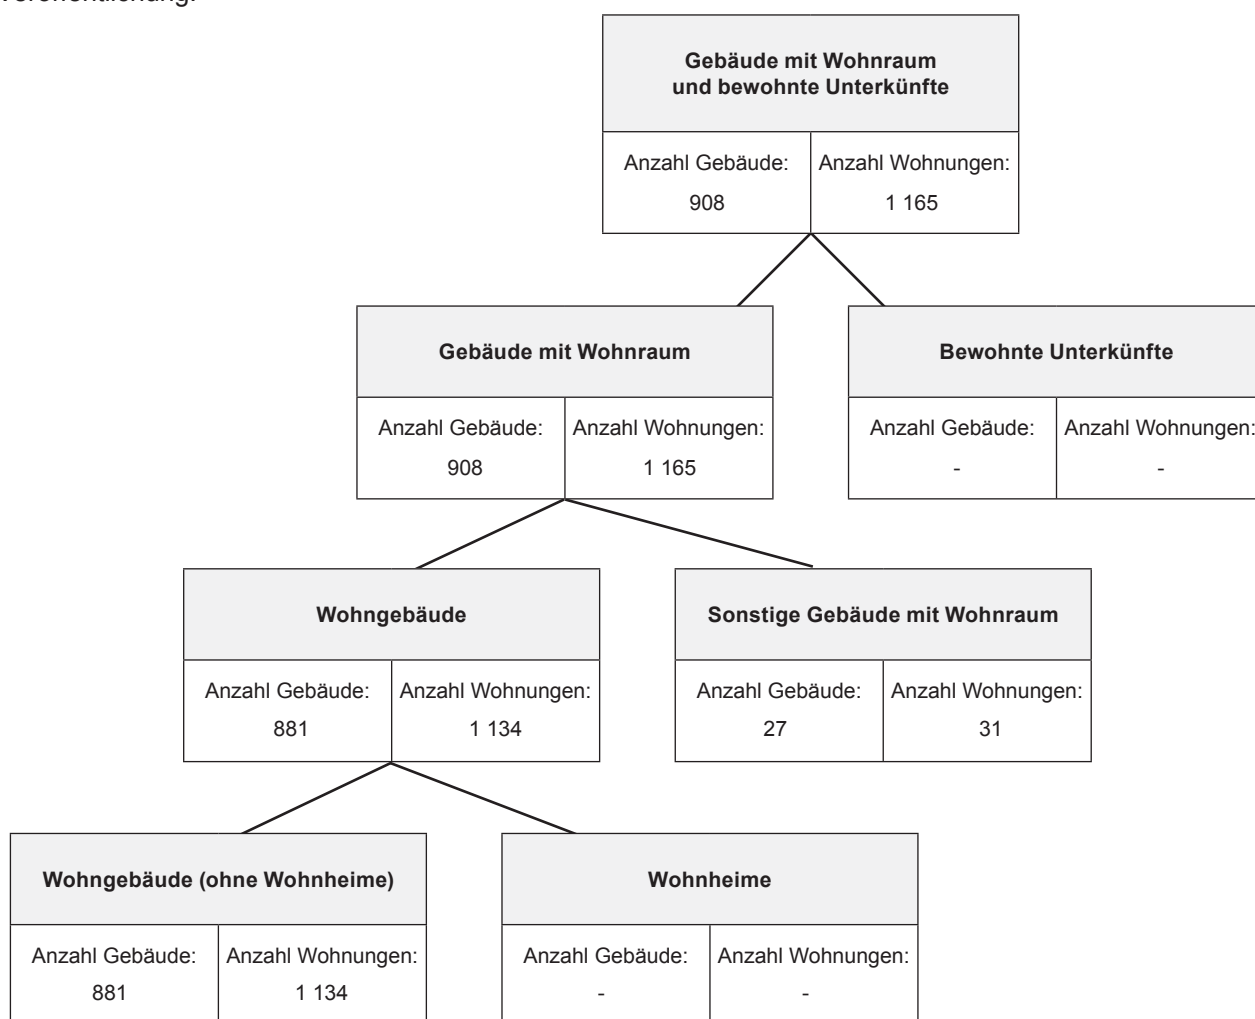 Gebäude mit Wohnraum
und bewohnte Unterkünfte
Anzahl Gebäude: Anzahl Wohnungen:
908 1 165
Gebäude mit Wohnraum
Anzahl Gebäude: Anzahl Wohnungen:
908 1 165
Bewohnte Unterkünfte
Anzahl Gebäude: Anzahl Wohnungen:
- -
Wohngebäude
Anzahl Gebäude: Anzahl Wohnungen:
881 1 134
Sonstige Gebäude mit Wohnraum
Anzahl Gebäude: Anzahl Wohnungen:
27 31
Wohngebäude (ohne Wohnheime)
Anzahl Gebäude: Anzahl Wohnungen:
881 1 134
Wohnheime
Anzahl Gebäude: Anzahl Wohnungen:
- -